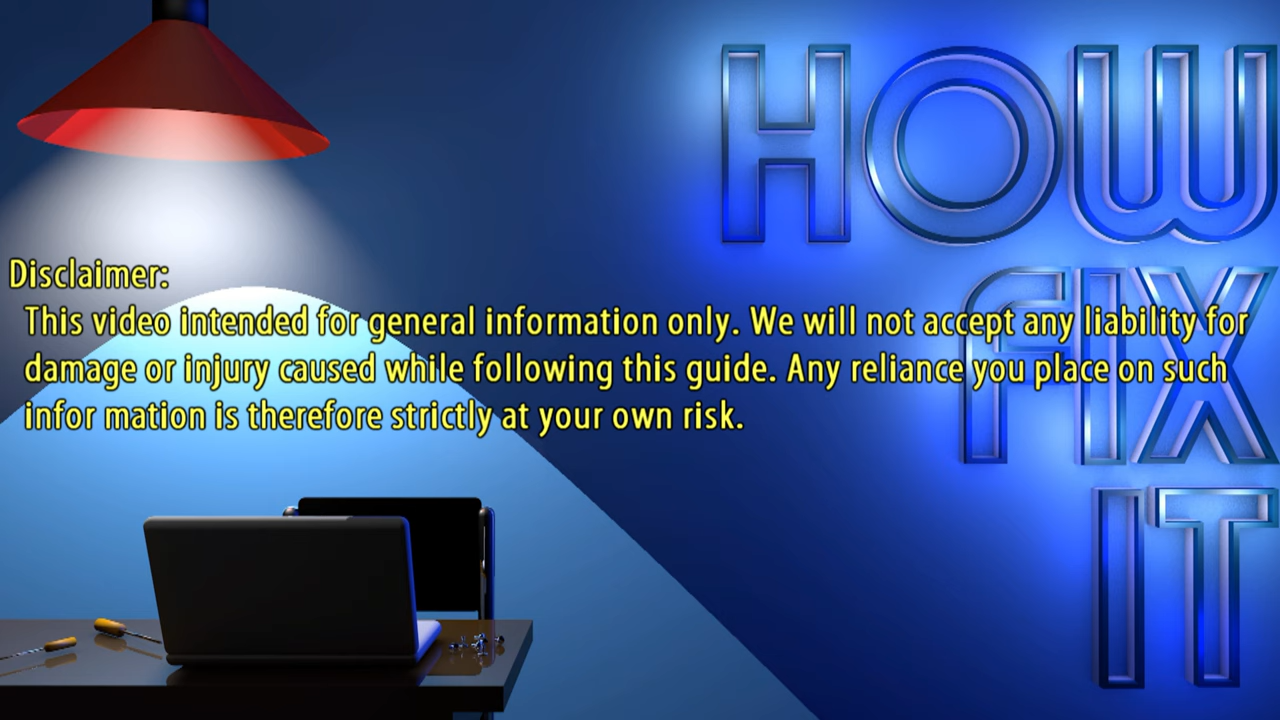 HOW
FIX
IT
Disclaimer:
This video intended for general information only. We will not accept any liability for
damage or injury caused while following this guide. Any reliance you place on such
infor mation is therefore strictly at your own risk.